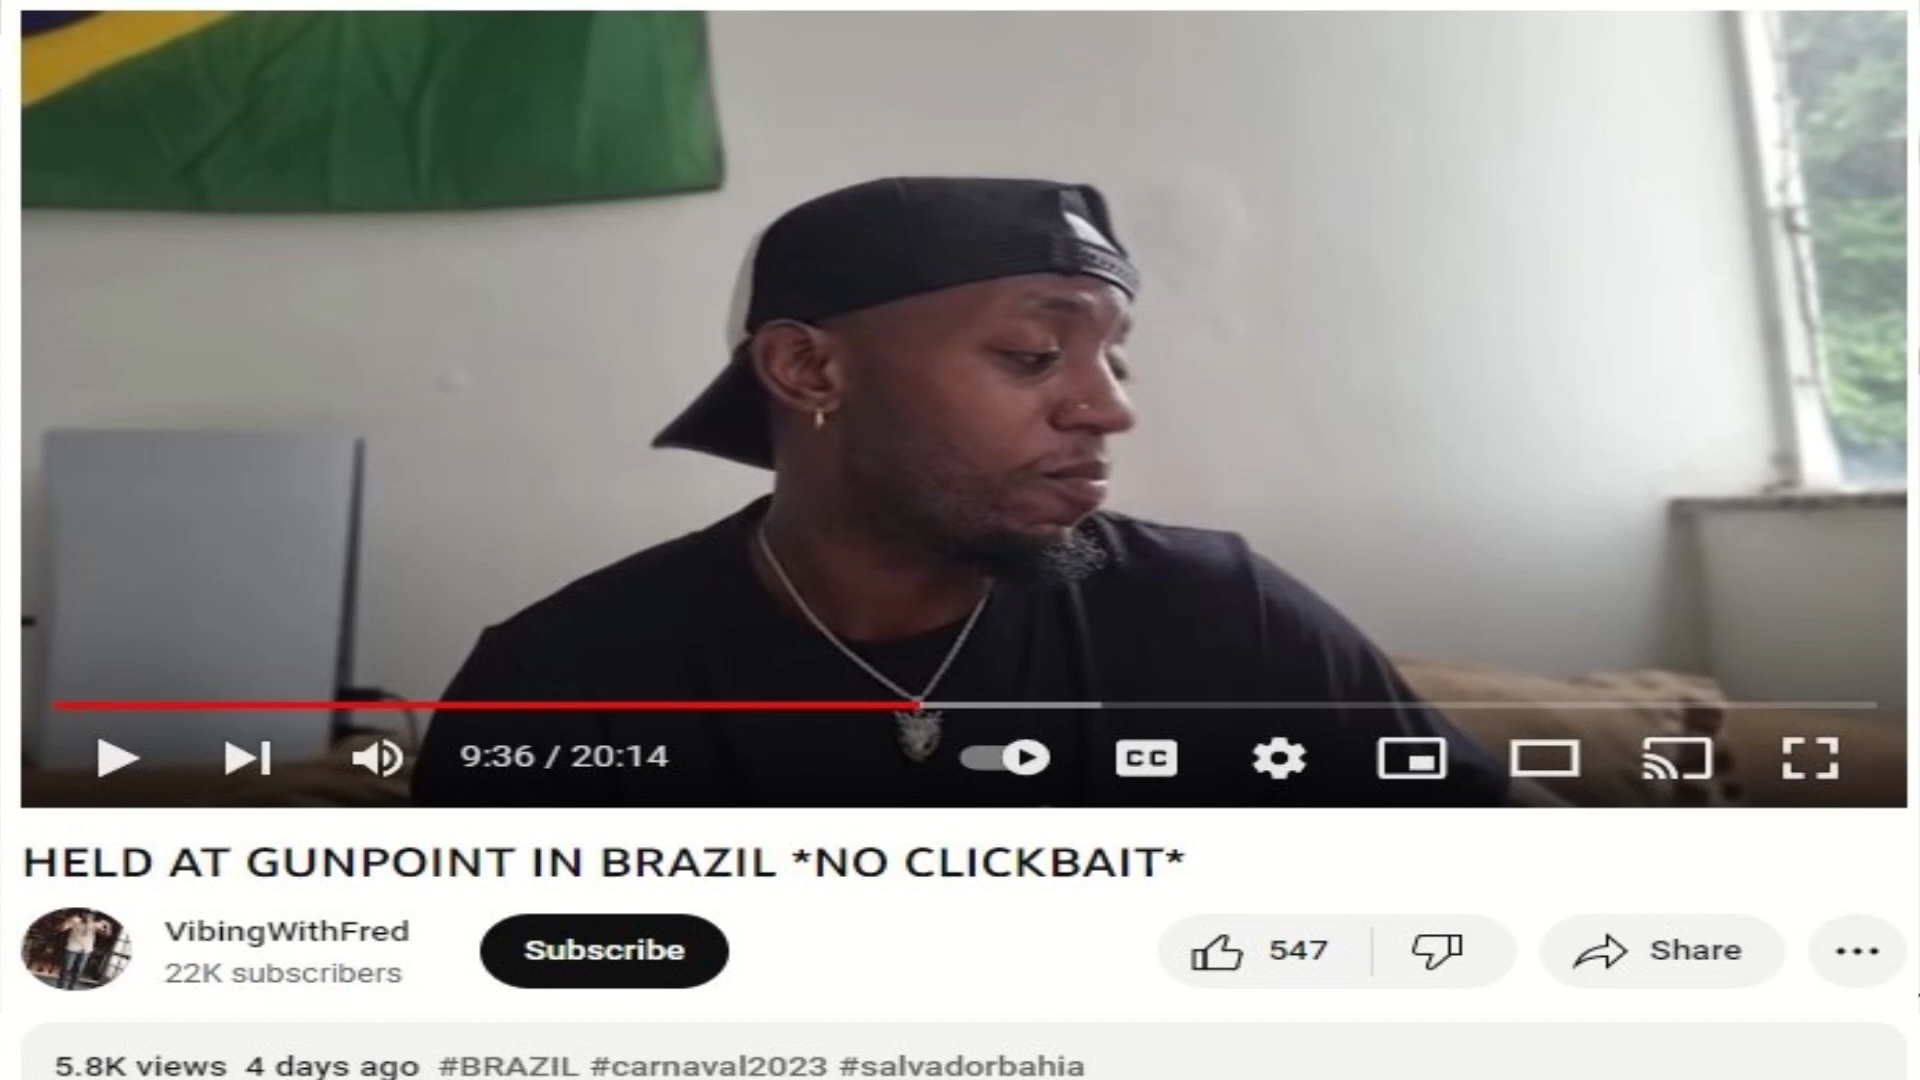 9:36 / 20:14
CC
HELD AT GUNPOINT IN BRAZIL *NO CLICKBAIT*
VibingWithFred
22K subscribers
Subscribe
547
Share
5.8K views 4 days ago #BRAZIL #carnaval2023 #salvadorbahia